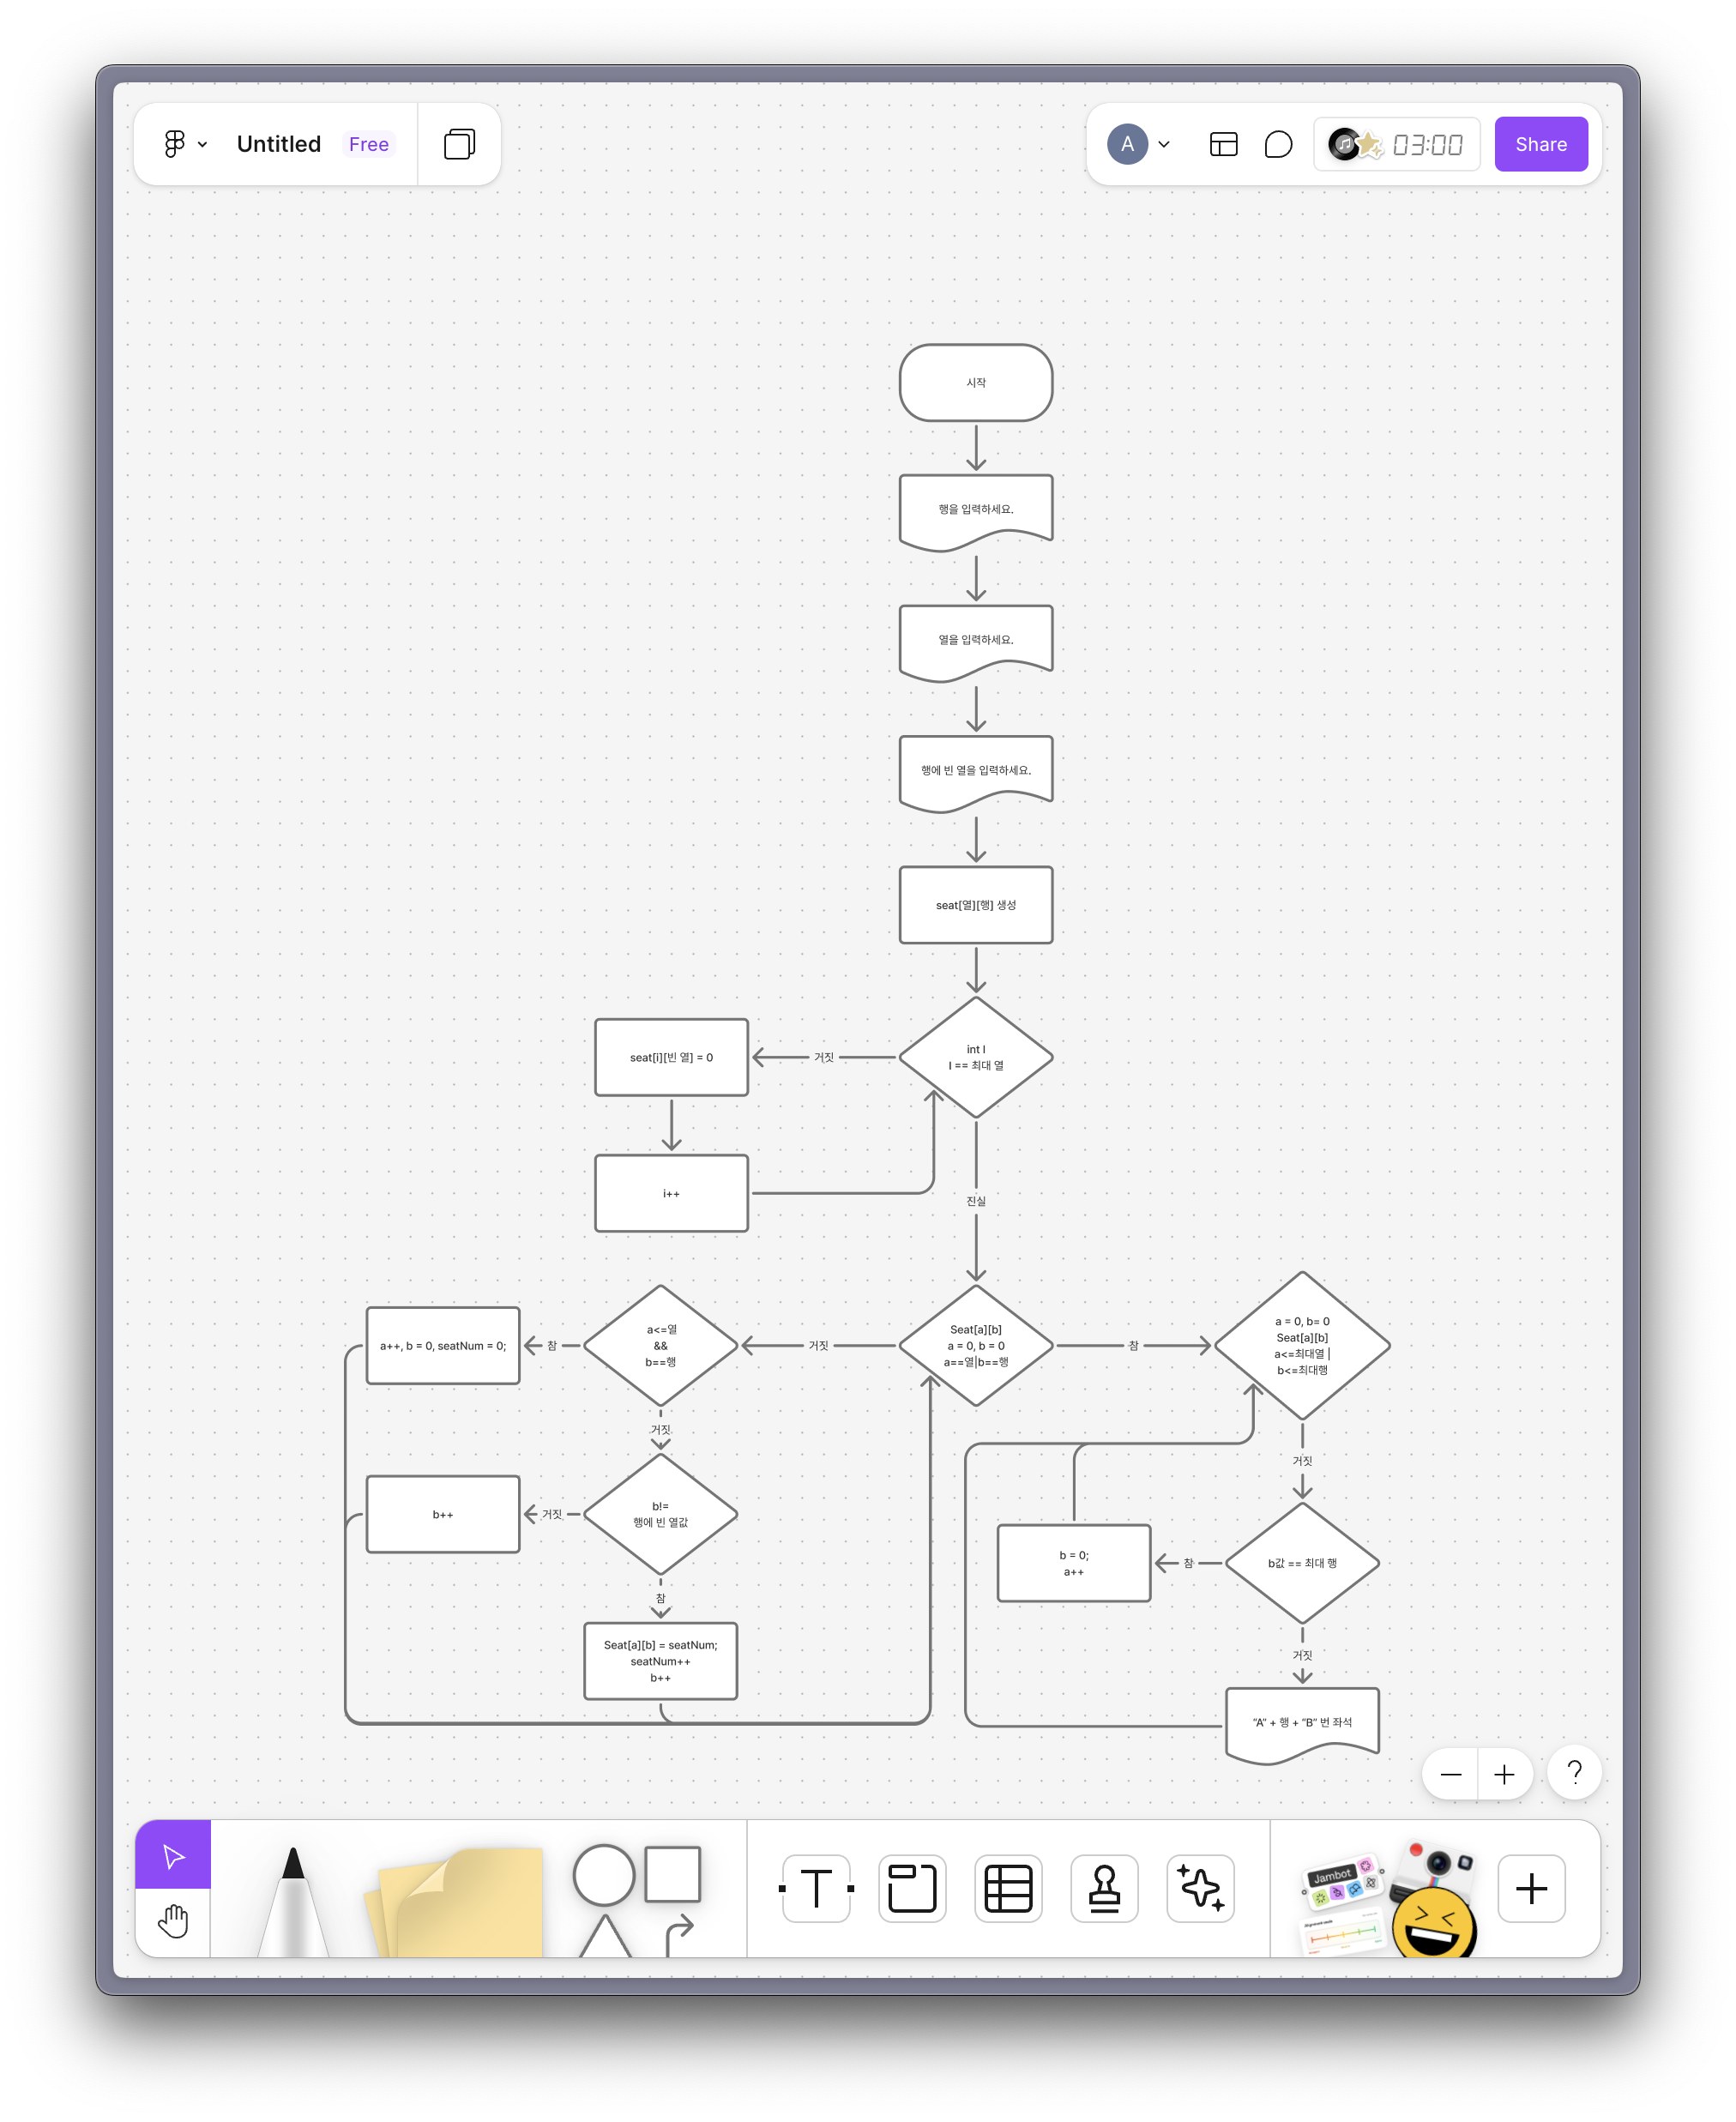 Untitled
Free
A
03:00
Share
시작
행을 입력하세요.
열을 입력하세요.
행에 빈 열을 입력하세요.
seat[열][행] 생성
int I
I == 최대 열
거짓
seat[i][빈 열] = 0
i++
진실
Seat[a][b]
a = 0, b = 0
a==열|b==행
거짓
a<=열
&&
b==행
참
a++, b = 0, seatNum = 0;
거짓
b!=
행에 빈 열값
거짓
b++
참
Seat[a][b] = seatNum;
seatNum++
b++
참
a = 0, b= 0
Seat[a][b]
a<=최대열 |
b<=최대행
거짓
b값 == 최대 행
참
b = 0;
a++
거짓
“A” + 행 + “B” 번 좌석
?
T
Jambot